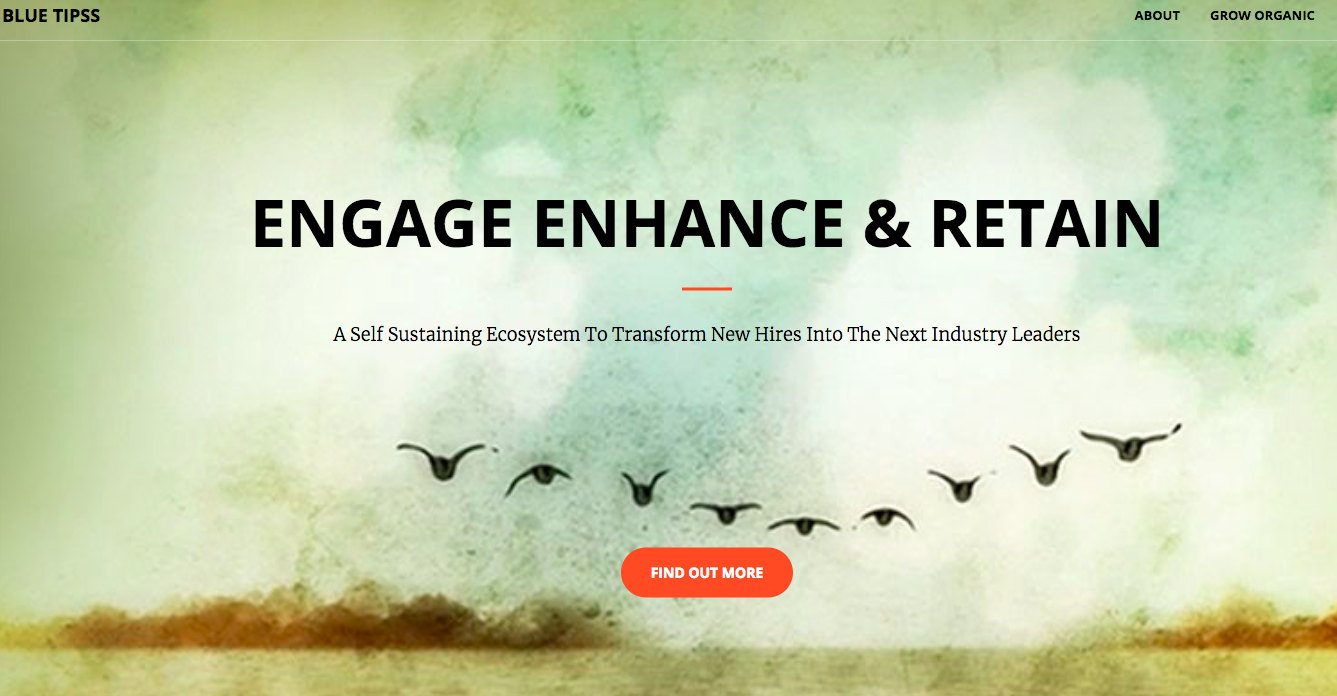 BLUE TIPSS
ABOUT
GROW ORGANIC
ENGAGE ENHANCE & RETAIN
A Self Sustaining Ecosystem To Transform New Hires Into The Next Industry Leaders
FIND OUT MORE